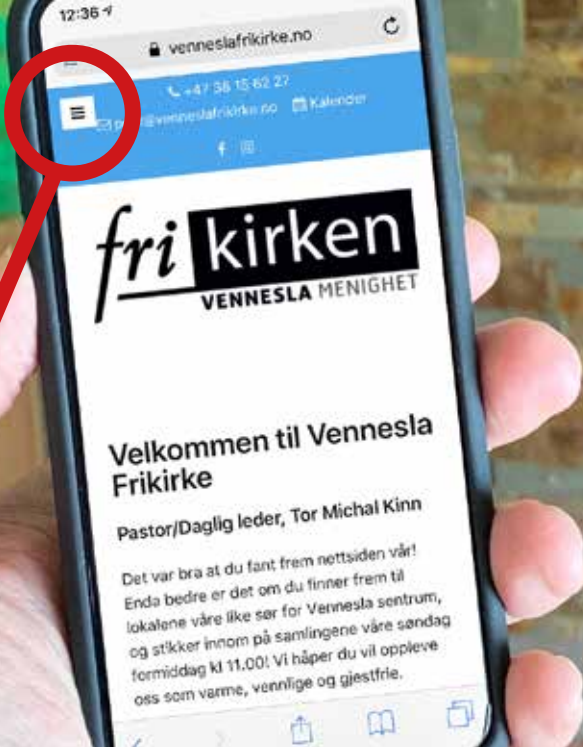 12:36
venneslafrikirke.no
+47 38 15 62 27
@venneslafrikirke.no Kalender
fri kirken
VENNESLA MENIGHET
Velkommen til Vennesla
Frikirke
Pastor/Daglig leder, Tor Michal Kinn
Det var bra at du fant frem nettsiden vår!
Enda bedre er det om du finner frem til
lokalene våre like sør for Vennesla sentrum,
og stikker innom på samlingene våre søndag
formiddag kl 11.00! Vi håper du vil oppleve
oss som varme, vennlige og gjestfrie.